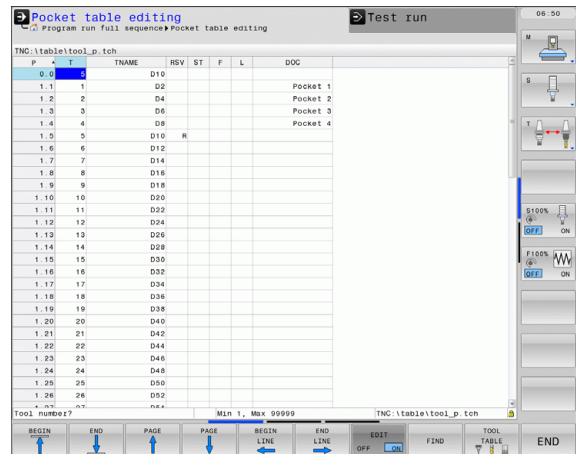 Pocket table editing
Test run
06:50
Program run full sequence▸Pocket table editing
TNC:\table\tool_p.tch
P T TNAME RSV ST F L DOC
0.0 5 D10
1.1 1 D2 Pocket 1
1.2 2 D4 Pocket 2
1.3 3 D6 Pocket 3
1.4 4 D8 Pocket 4
1.5 5 D10 R
1.6 6 D12
1.7 7 D14
1.8 8 D16
1.9 9 D18
1.10 10 D20
1.11 11 D22
1.12 12 D24
1.13 13 D26
1.14 14 D28
1.15 15 D30
1.16 16 D32
1.17 17 D34
1.18 18 D36
1.19 19 D38
1.20 20 D40
1.21 21 D42
1.22 22 D44
1.23 23 D46
1.24 24 D48
1.25 25 D50
1.26 26 D52
M
S
T
S100%
OFF ON
F100%
OFF ON
Tool number? Min 1, Max 99999 TNC:\table\tool_p.tch
BEGIN
END
PAGE
PAGE
BEGIN
LINE
END
LINE
EDIT
OFF ON
FIND
TOOL
TABLE
END